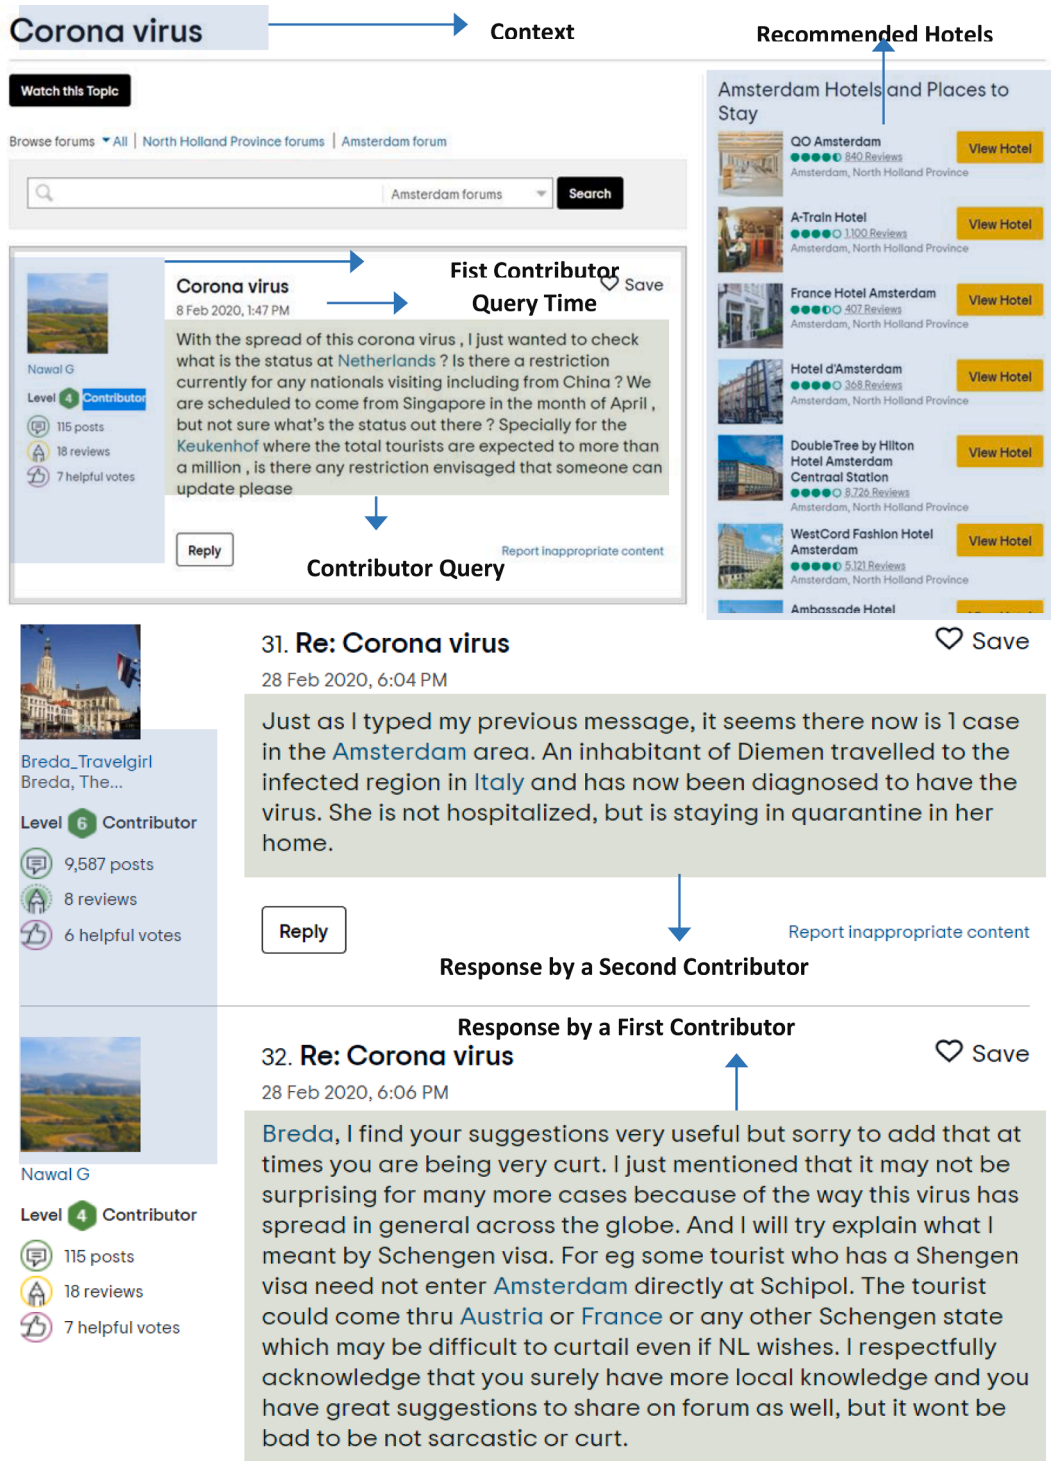 Corona virus
Context
Recommended Hotels
Watch this Topic
Browse forums All | North Holland Province forums | Amsterdam forum
Amsterdam forums
Search
Amsterdam Hotels and Places to
Stay
QO Amsterdam
840 Reviews
Amsterdam, North Holland Province
View Hotel
A-Train Hotel
1,100 Reviews
Amsterdam, North Holland Province
View Hotel
France Hotel Amsterdam
407 Reviews
Amsterdam, North Holland Province
View Hotel
Hotel d'Amsterdam
368 Reviews
Amsterdam, North Holland Province
View Hotel
DoubleTree by Hilton
Hotel Amsterdam
Centraal Station
8,726 Reviews
Amsterdam, North Holland Province
View Hotel
WestCord Fashion Hotel
Amsterdam
5,121 Reviews
Amsterdam, North Holland Province
View Hotel
Ambassade Hotel
Nawal G
Level 4 Contributor
115 posts
18 reviews
7 helpful votes
Fist Contributor
Query Time
Corona virus
Save
8 Feb 2020, 1:47 PM
With the spread of this corona virus , I just wanted to check
what is the status at Netherlands ? Is there a restriction
currently for any nationals visiting including from China ? We
are scheduled to come from Singapore in the month of April ,
but not sure what's the status out there ? Specially for the
Keukenhof where the total tourists are expected to more than
a million , is there any restriction envisaged that someone can
update please
Reply
Report inappropriate content
Contributor Query
Breda_Travelgirl
Breda, The...
Level 6 Contributor
9,587 posts
8 reviews
6 helpful votes
31. Re: Corona virus
Save
28 Feb 2020, 6:04 PM
Just as I typed my previous message, it seems there now is 1 case
in the Amsterdam area. An inhabitant of Diemen travelled to the
infected region in Italy and has now been diagnosed to have the
virus. She is not hospitalized, but is staying in quarantine in her
home.
Reply
Report inappropriate content
Response by a Second Contributor
Response by a First Contributor
Nawal G
Level 4 Contributor
115 posts
18 reviews
7 helpful votes
32. Re: Corona virus
Save
28 Feb 2020, 6:06 PM
Breda, I find your suggestions very useful but sorry to add that at
times you are being very curt. I just mentioned that it may not be
surprising for many more cases because of the way this virus has
spread in general across the globe. And I will try explain what I
meant by Schengen visa. For eg some tourist who has a Shengen
visa need not enter Amsterdam directly at Schipol. The tourist
could come thru Austria or France or any other Schengen state
which may be difficult to curtail even if NL wishes. I respectfully
acknowledge that you surely have more local knowledge and you
have great suggestions to share on forum as well, but it wont be
bad to be not sarcastic or curt.